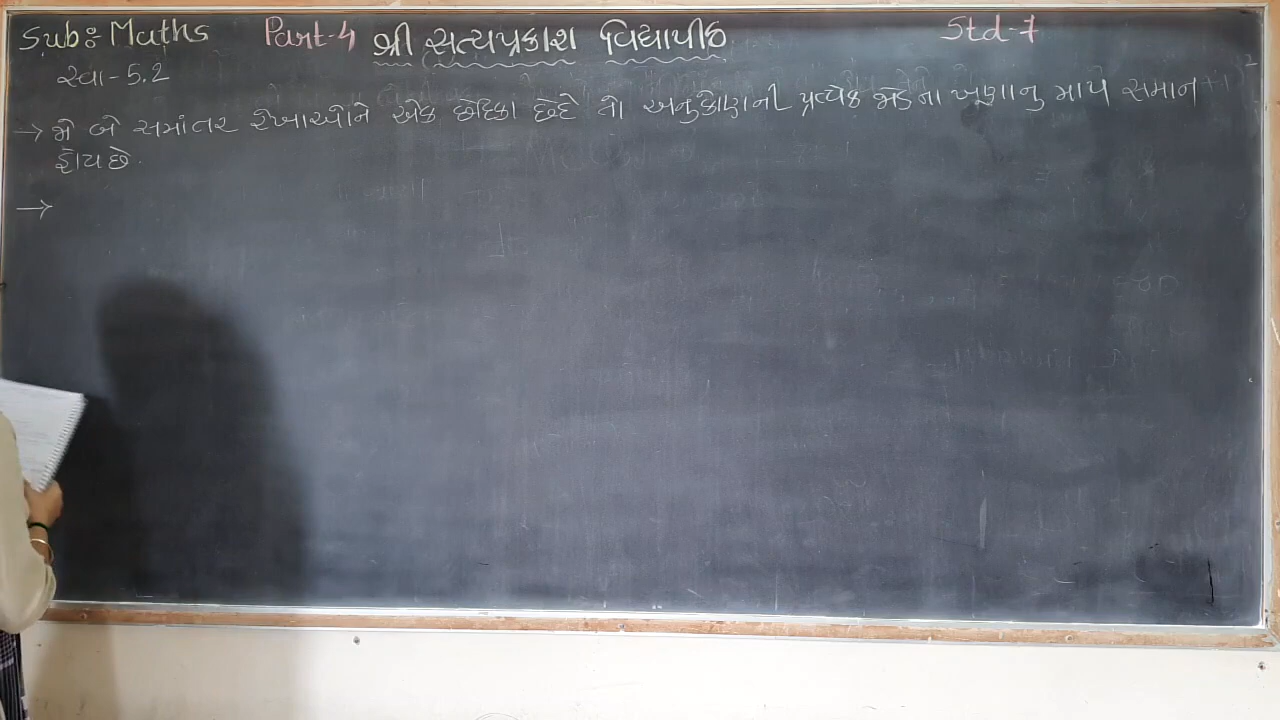 Sub: Maths Part-4 શ્રી સત્યપ્રકાશ વિદ્યાપીઠ Std-7
સ્વા-5.2
→ જો બે સમાંતર રેખાઓને એક છેદિકા છેદે તો અનુકોણની પ્રત્યેક જોડના ખૂણાનુ માપ સમાન
હોય છે.
→